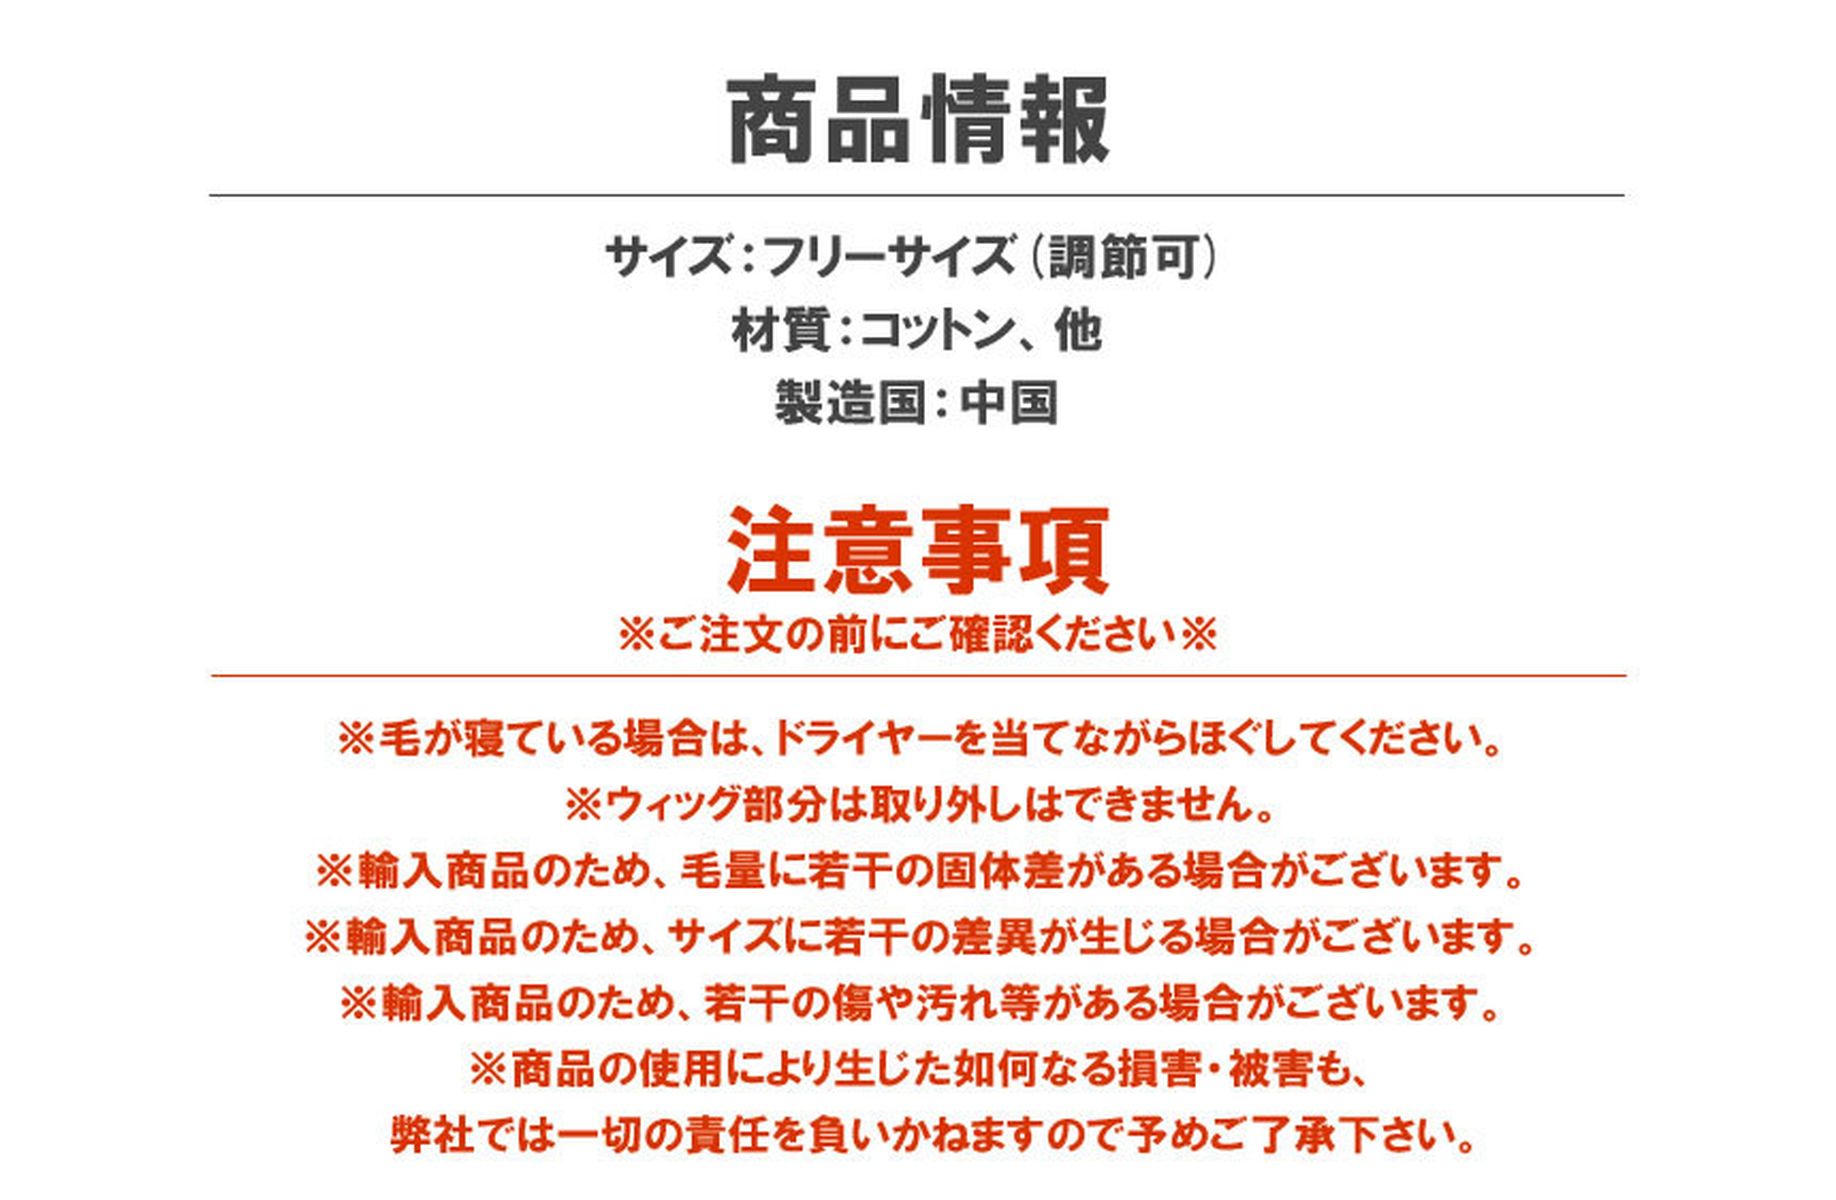 商品情報
サイズ：フリーサイズ（調節可）
材質：コットン、他
製造国：中国
注意事項
※ご注文の前にご確認ください※
※毛が寝ている場合は、ドライヤーを当てながらほぐしてください。
※ウィッグ部分は取り外しはできません。
※輸入商品のため、毛量に若干の固体差がある場合がございます。
※輸入商品のため、サイズに若干の差異が生じる場合がございます。
※輸入商品のため、若干の傷や汚れ等がある場合がございます。
※商品の使用により生じた如何なる損害・被害も、
弊社では一切の責任を負いかねますので予めご了承下さい。